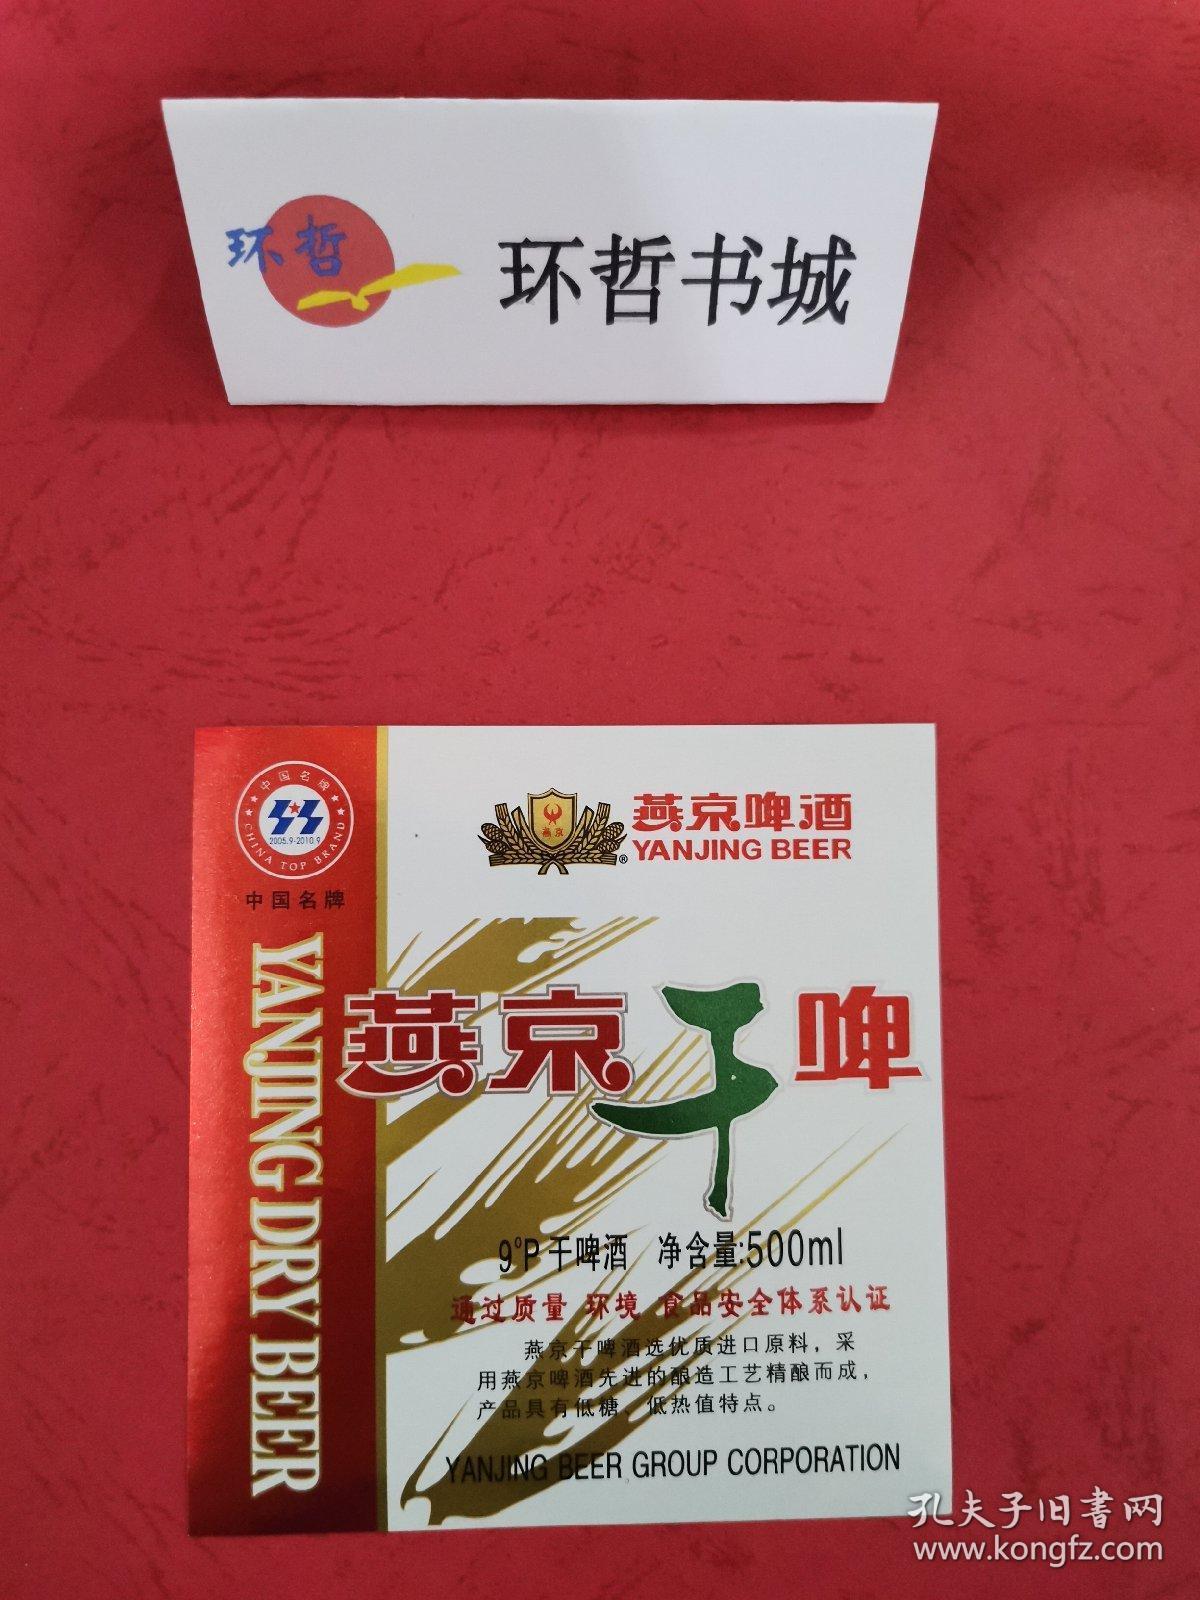 环哲
环哲书城
中国名牌
2005.9-2010.9
CHINA TOP BRAND
中国名牌
YANJING DRY BEER
燕京
®
燕京啤酒
YANJING BEER
燕京干啤
9°P 干啤酒 净含量:500ml
通过质量 环境 食品安全体系认证
燕京干啤酒选优质进口原料，采
用燕京啤酒先进的酿造工艺精酿而成，
产品具有低糖、低热值特点。
YANJING BEER GROUP CORPORATION
孔夫子旧书网
www.kongfz.com